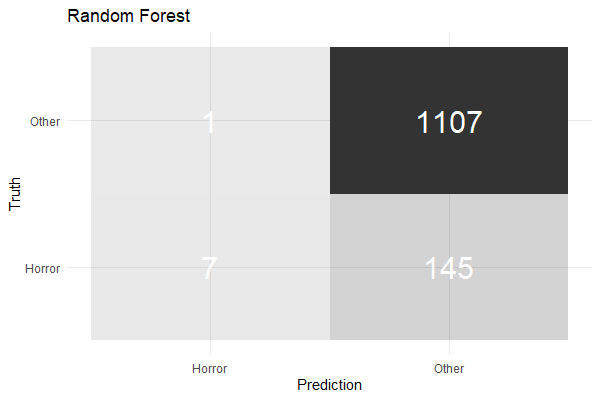 Random Forest
Other
1
1107
Truth
Horror
7
145
Horror
Other
Prediction